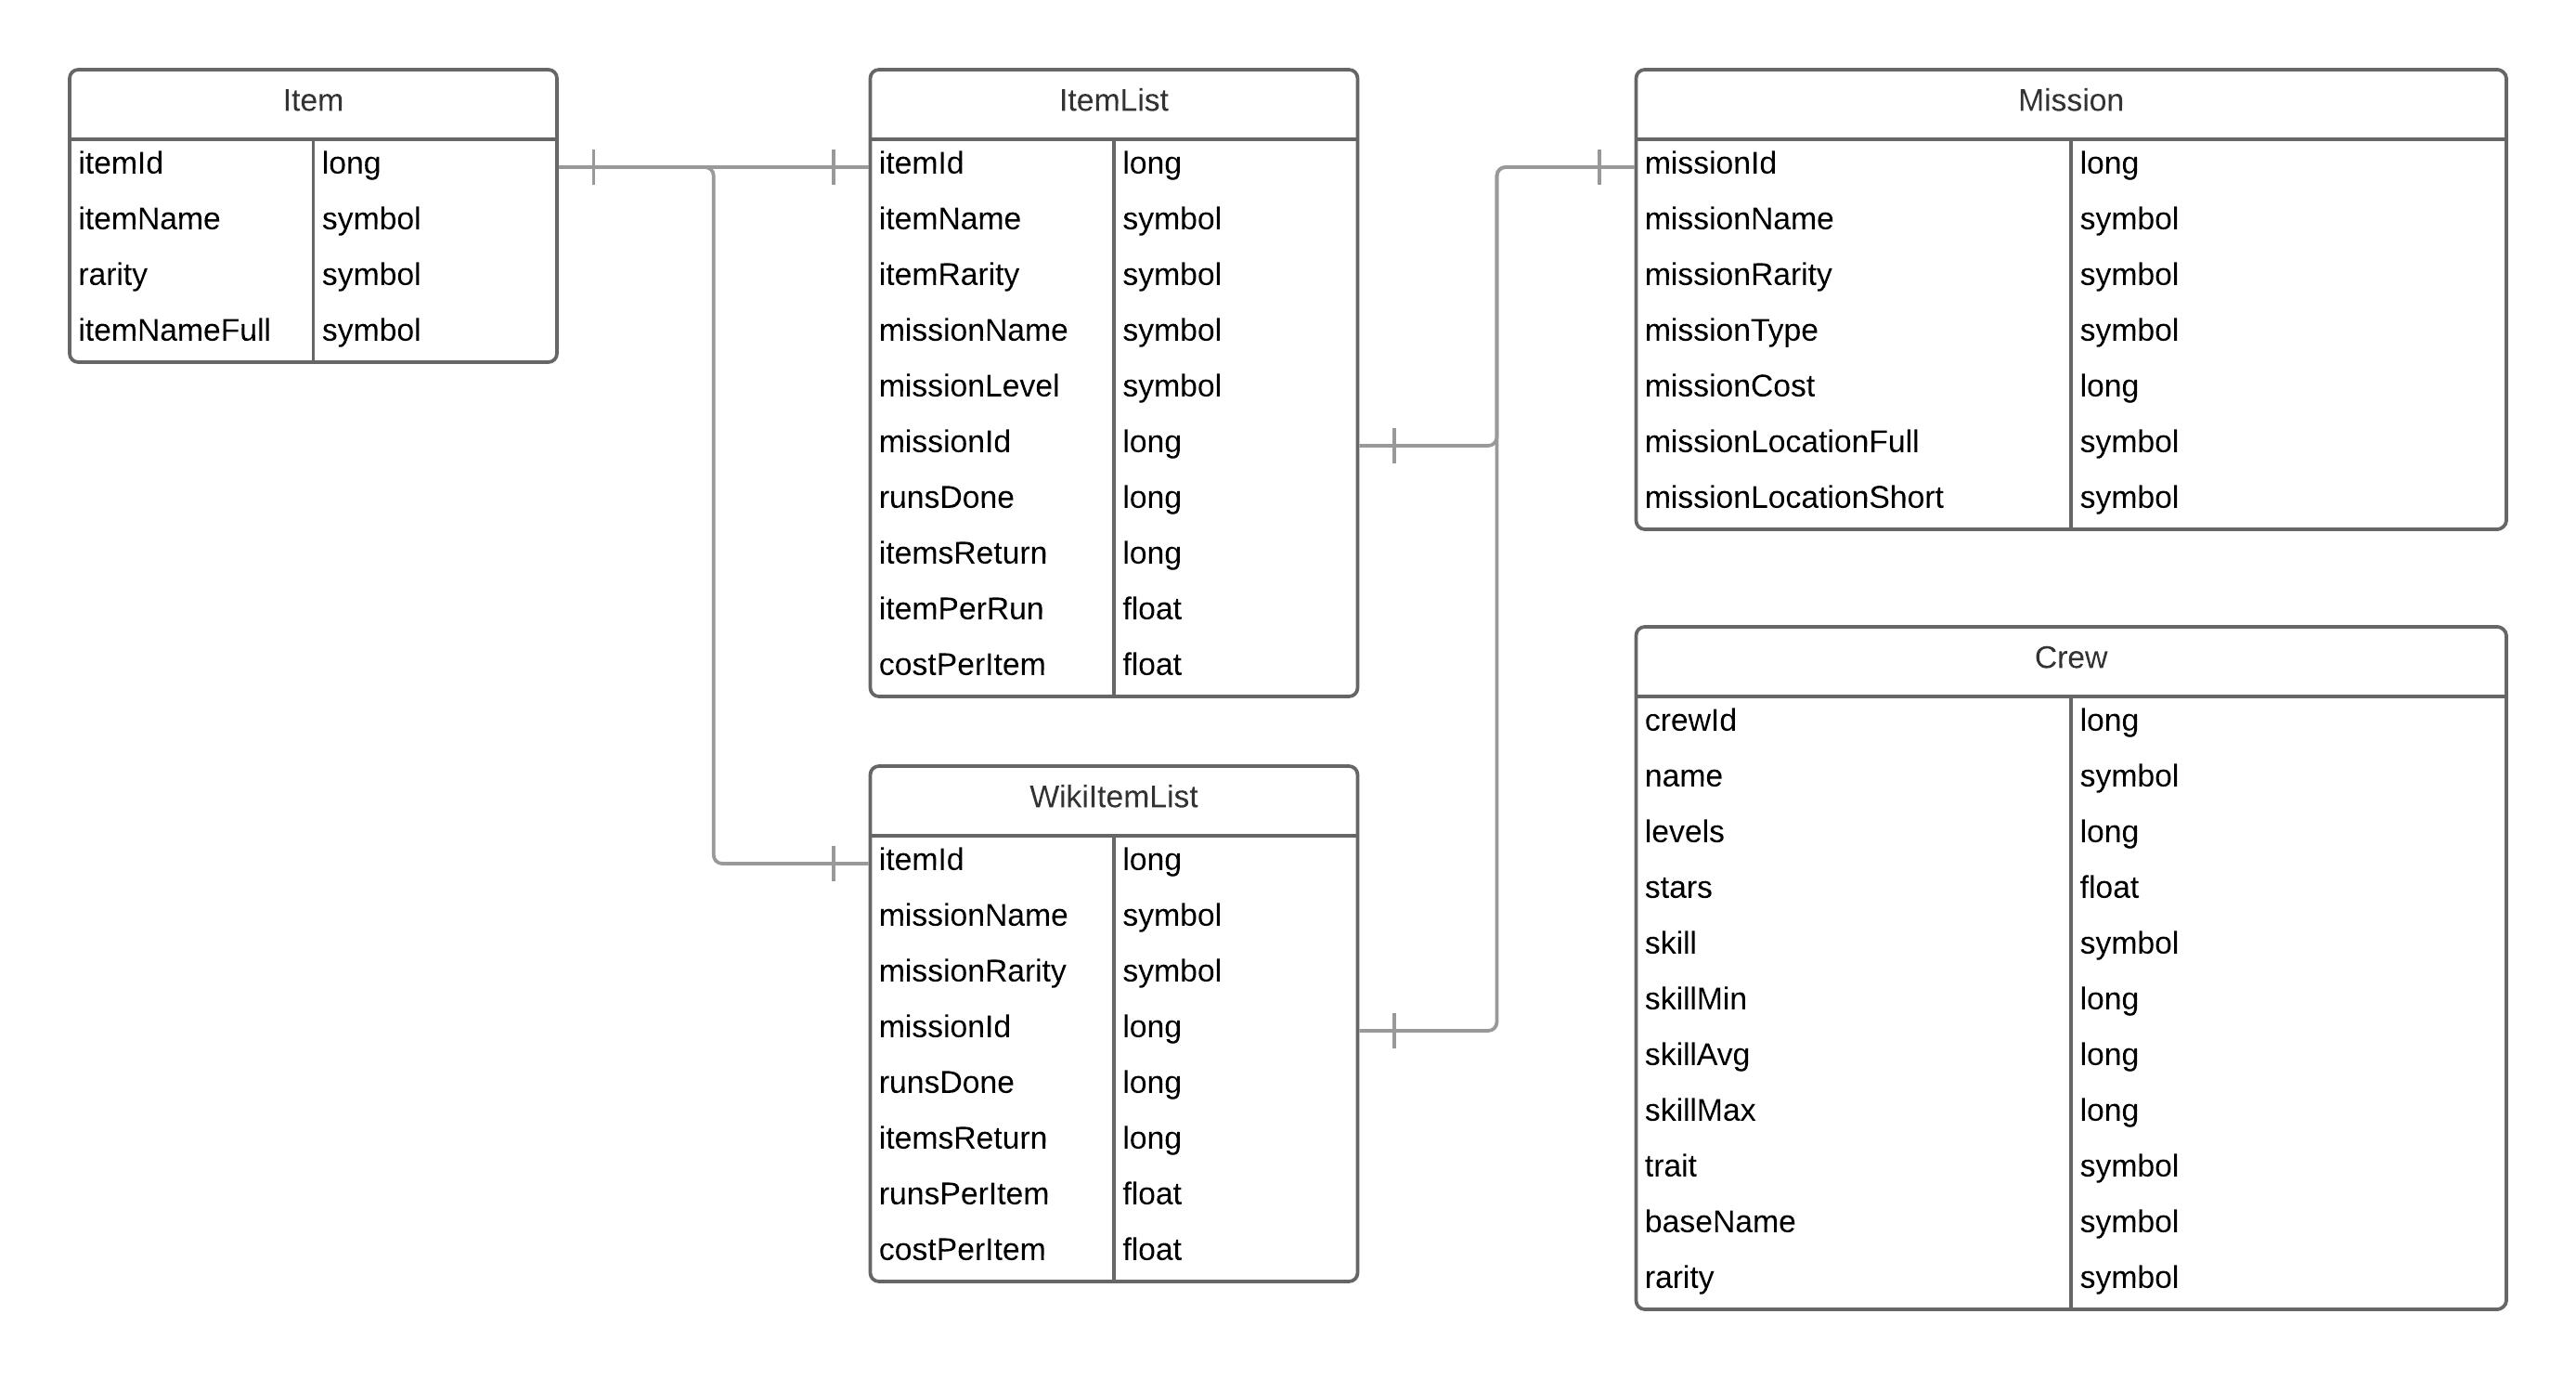 Item
itemId long
itemName symbol
rarity symbol
itemNameFull symbol
ItemList
itemId long
itemName symbol
itemRarity symbol
missionName symbol
missionLevel symbol
missionId long
runsDone long
itemsReturn long
itemPerRun float
costPerItem float
WikiItemList
itemId long
missionName symbol
missionRarity symbol
missionId long
runsDone long
itemsReturn long
runsPerItem float
costPerItem float
Mission
missionId long
missionName symbol
missionRarity symbol
missionType symbol
missionCost long
missionLocationFull symbol
missionLocationShort symbol
Crew
crewId long
name symbol
levels long
stars float
skill symbol
skillMin long
skillAvg long
skillMax long
trait symbol
baseName symbol
rarity symbol